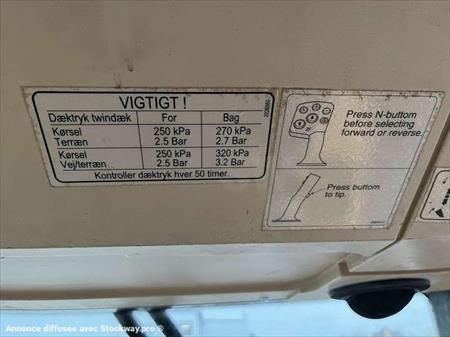 VIGTIGT !
Dæktryk twindæk For Bag
Kørsel 250 kPa 270 kPa
Terræn 2.5 Bar 2.7 Bar
Kørsel 250 kPa 320 kPa
Vej/terræn 2.5 Bar 3.2 Bar
Kontroller dæktryk hver 50 timer.
Press N-buttom
before selecting
forward or reverse.
Press buttom
to tip.
Annonce diffusée avec Stockway.pro